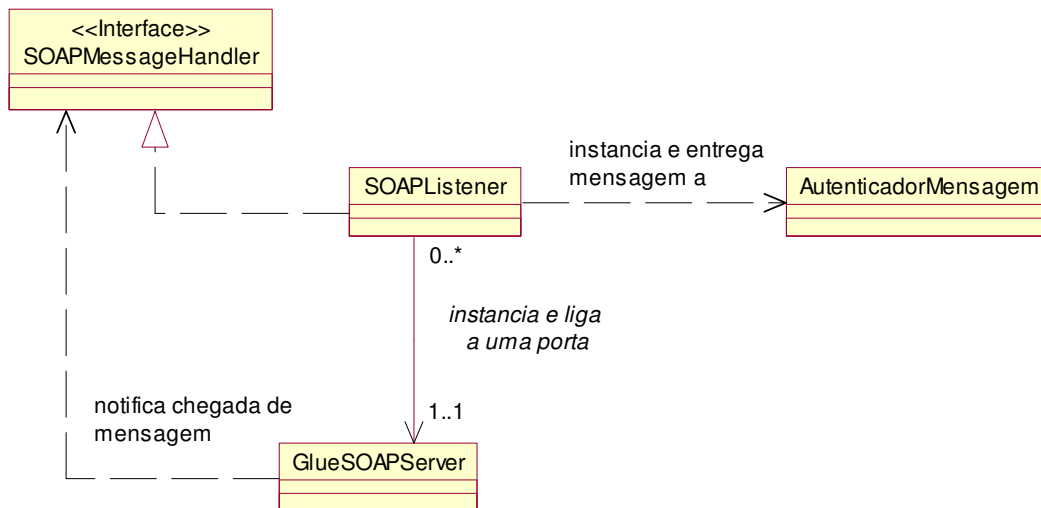 <<Interface>>
SOAPMessageHandler
instancia e entrega
mensagem a
SOAPListener
AutenticadorMensagem
0..*
instancia e liga
a uma porta
notifica chegada de
mensagem
1..1
GlueSOAPServer